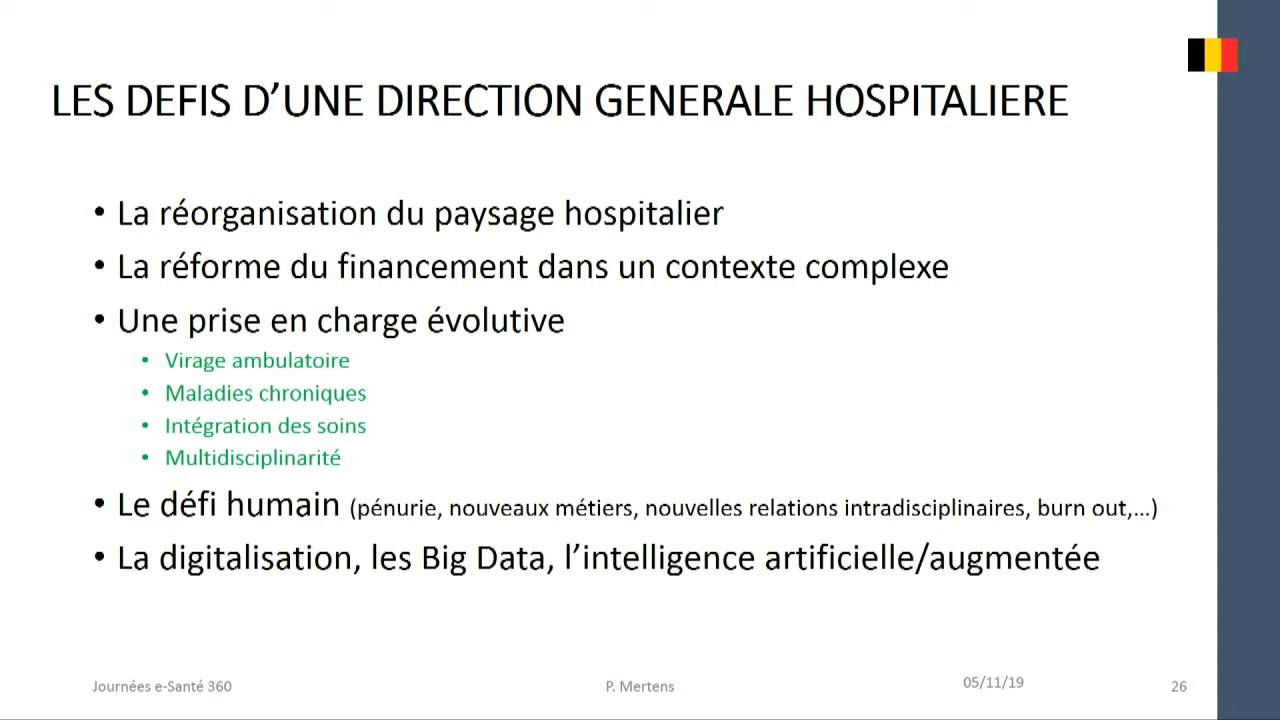 LES DEFIS D’UNE DIRECTION GENERALE HOSPITALIERE
• La réorganisation du paysage hospitalier
• La réforme du financement dans un contexte complexe
• Une prise en charge évolutive
• Virage ambulatoire
• Maladies chroniques
• Intégration des soins
• Multidisciplinarité
• Le défi humain (pénurie, nouveaux métiers, nouvelles relations intradisciplinaires, burn out,…)
• La digitalisation, les Big Data, l’intelligence artificielle/augmentée
Journées e-Santé 360
P. Mertens
05/11/19
26